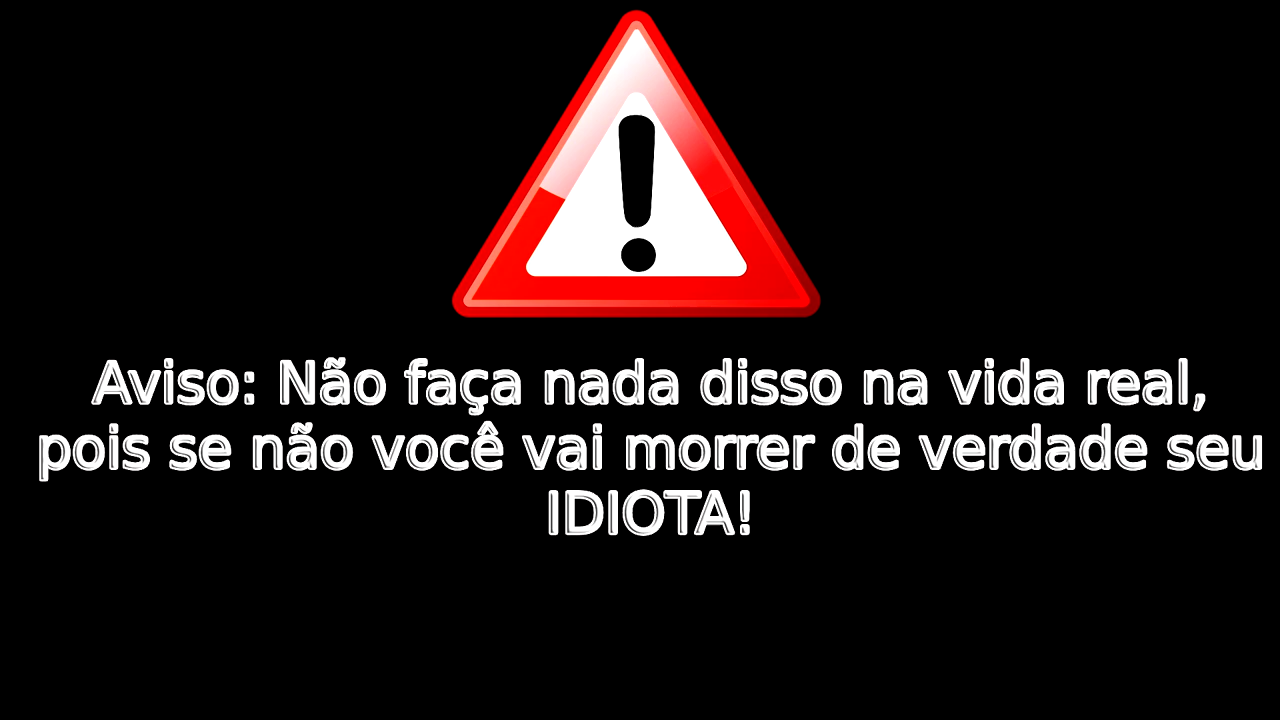 Aviso: Não faça nada disso na vida real,
pois se não você vai morrer de verdade seu
IDIOTA!